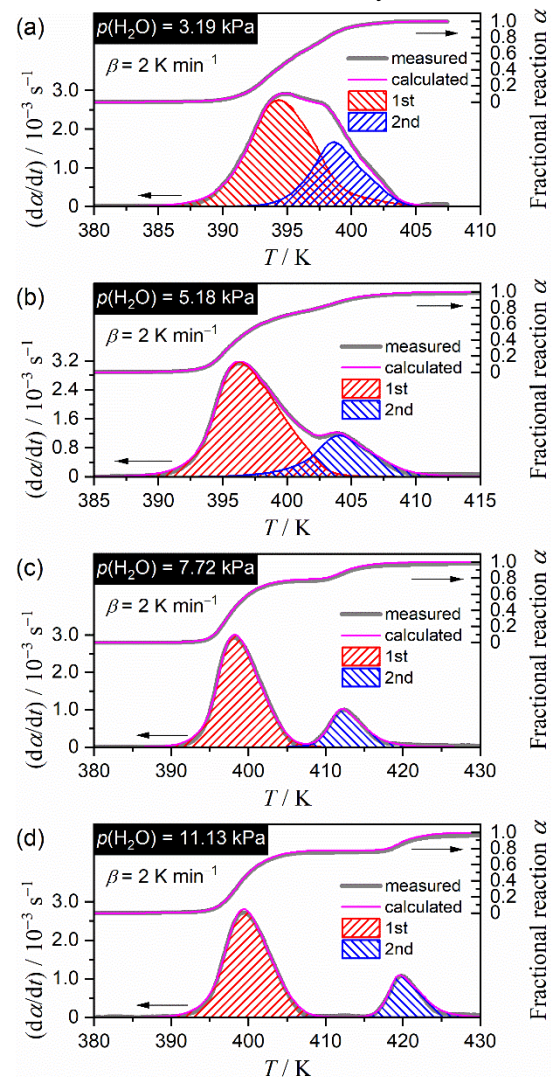 (a)
p(H₂O) = 3.19 kPa
β = 2 K min⁻¹
measured
calculated
1st
2nd
(dα/dt) / 10⁻³ s⁻¹
3.0
2.0
1.0
0.0
1.0
0.8
0.6
0.4
0.2
0
Fractional reaction α
380 385 390 395 400 405 410
T / K
(b)
p(H₂O) = 5.18 kPa
β = 2 K min⁻¹
measured
calculated
1st
2nd
(dα/dt) / 10⁻³ s⁻¹
3.2
2.4
1.6
0.8
0.0
1.0
0.8
0.6
0.4
0.2
0
Fractional reaction α
385 390 395 400 405 410 415
T / K
(c)
p(H₂O) = 7.72 kPa
β = 2 K min⁻¹
measured
calculated
1st
2nd
(dα/dt) / 10⁻³ s⁻¹
3.0
2.0
1.0
0.0
1.0
0.8
0.6
0.4
0.2
0
Fractional reaction α
380 390 400 410 420 430
T / K
(d)
p(H₂O) = 11.13 kPa
β = 2 K min⁻¹
measured
calculated
1st
2nd
(dα/dt) / 10⁻³ s⁻¹
3.0
2.0
1.0
0.0
1.0
0.8
0.6
0.4
0.2
0
Fractional reaction α
380 390 400 410 420 430
T / K